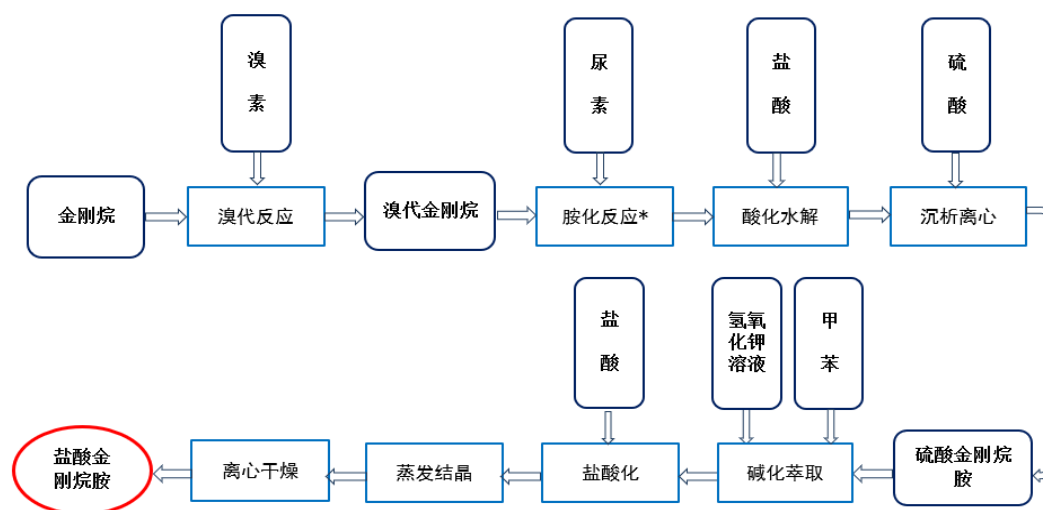 溴
素
尿
素
盐
酸
硫
酸
金刚烷
溴代反应
溴代金刚烷
胺化反应*
酸化水解
沉析离心
盐
酸
氢氧
化钾
溶液
甲
苯
盐酸金
刚烷胺
离心干燥
蒸发结晶
盐酸化
碱化萃取
硫酸金刚烷
胺